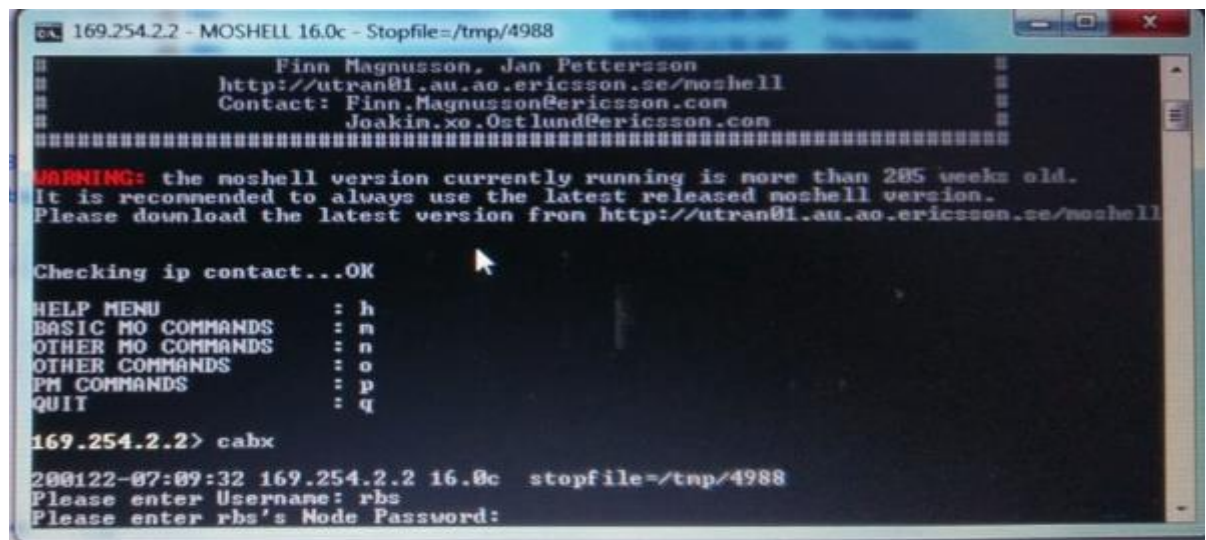 169.254.2.2 - MOSHELL 16.0c - Stopfile=/tmp/4988
# Finn Magnusson, Jan Pettersson #
# http://utran01.au.ao.ericsson.se/moshell #
# Contact: Finn.Magnusson@ericsson.com #
# Joakim.xo.Ostlund@ericsson.com #
##################################################################
WARNING: the moshell version currently running is more than 205 weeks old.
It is recommended to always use the latest released moshell version.
Please download the latest version from http://utran01.au.ao.ericsson.se/moshell
Checking ip contact...OK
HELP MENU : h
BASIC MO COMMANDS : m
OTHER MO COMMANDS : n
OTHER COMMANDS : o
PM COMMANDS : p
QUIT : q
169.254.2.2> cabx
200122-07:09:32 169.254.2.2 16.0c stopfile=/tmp/4988
Please enter Username: rbs
Please enter rbs's Node Password: